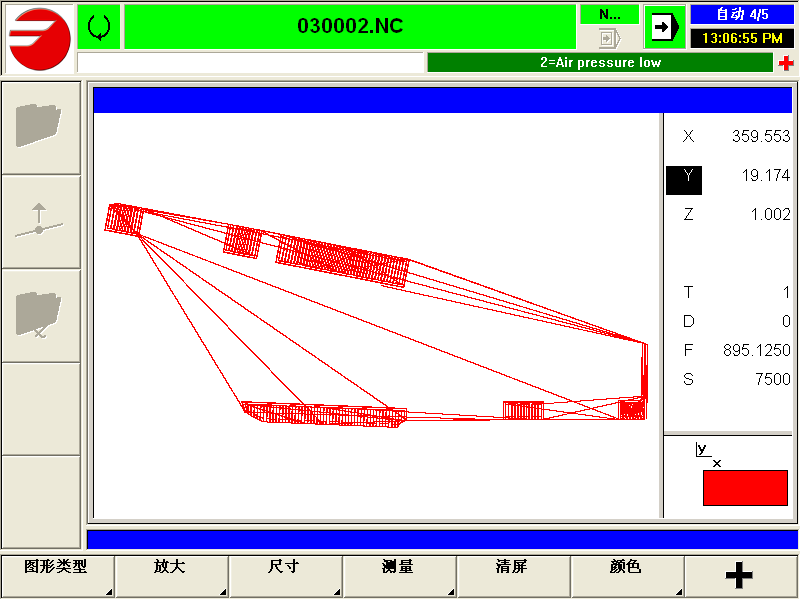 030002.NC
N...
自动 4/5
13:06:55 PM
2=Air pressure low
X 359.553
Y 19.174
Z 1.002
T 1
D 0
F 895.1250
S 7500
y
x
图形类型 放大 尺寸 测量 清屏 颜色